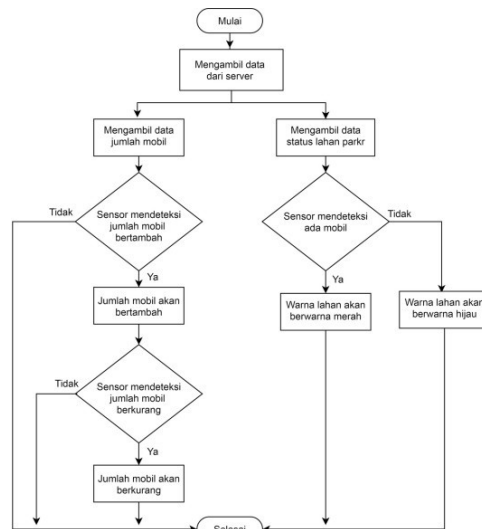 Mulai
Mengambil data
dari server
Mengambil data
jumlah mobil
Mengambil data
status lahan parkr
Tidak
Sensor mendeteksi
jumlah mobil
bertambah
Sensor mendeteksi
ada mobil
Tidak
Ya
Ya
Jumlah mobil akan
bertambah
Warna lahan akan
berwarna merah
Warna lahan akan
berwarna hijau
Tidak
Sensor mendeteksi
jumlah mobil
berkurang
Ya
Jumlah mobil akan
berkurang
Selesai